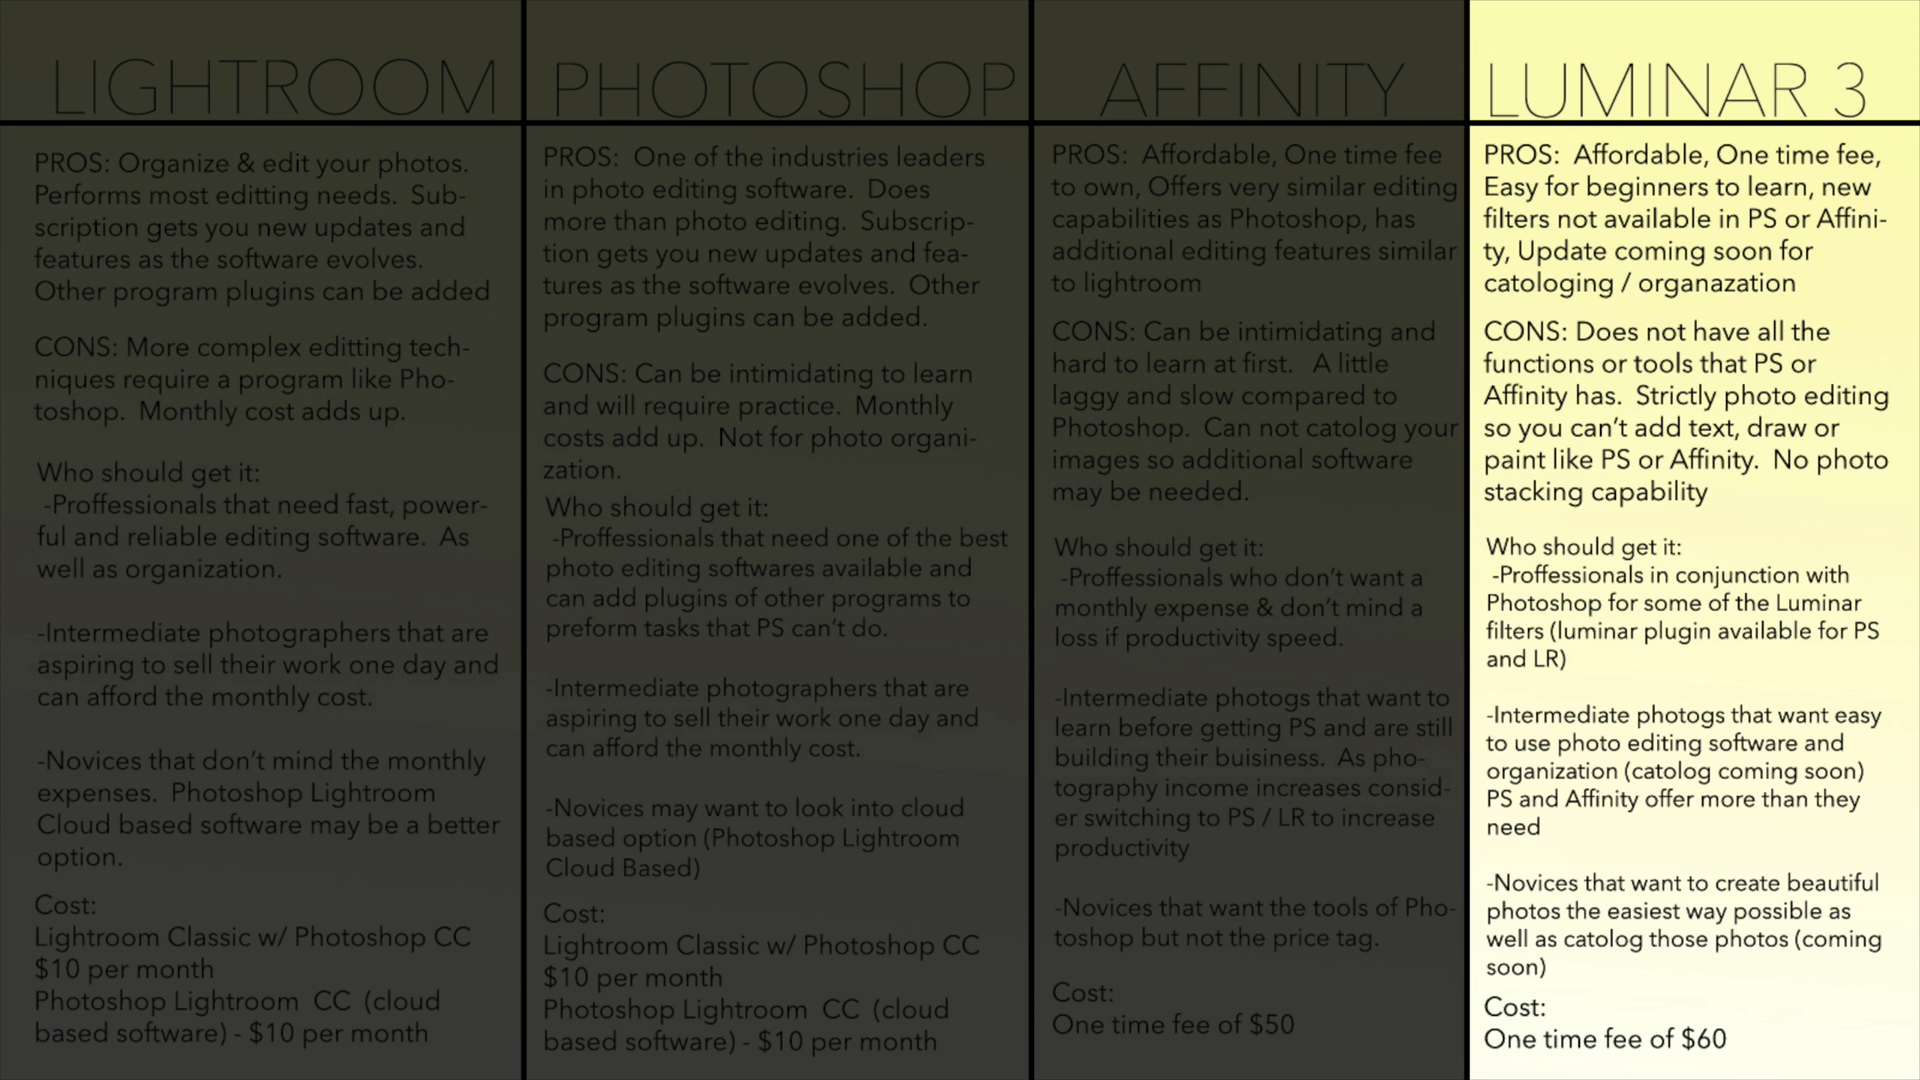 LIGHTROOM
PROS: Organize & edit your photos.
Performs most editting needs. Sub-
scription gets you new updates and
features as the software evolves.
Other program plugins can be added
CONS: More complex editting tech-
niques require a program like Pho-
toshop. Monthly cost adds up.
Who should get it:
-Proffessionals that need fast, power-
ful and reliable editing software. As
well as organization.
-Intermediate photographers that are
aspiring to sell their work one day and
can afford the monthly cost.
-Novices that don't mind the monthly
expenses. Photoshop Lightroom
Cloud based software may be a better
option.
Cost:
Lightroom Classic w/ Photoshop CC
$10 per month
Photoshop Lightroom CC (cloud
based software) - $10 per month
PHOTOSHOP
PROS: One of the industries leaders
in photo editing software. Does
more than photo editing. Subscrip-
tion gets you new updates and fea-
tures as the software evolves. Other
program plugins can be added.
CONS: Can be intimidating to learn
and will require practice. Monthly
costs add up. Not for photo organi-
zation.
Who should get it:
-Proffessionals that need one of the best
photo editing softwares available and
can add plugins of other programs to
preform tasks that PS can't do.
-Intermediate photographers that are
aspiring to sell their work one day and
can afford the monthly cost.
-Novices may want to look into cloud
based option (Photoshop Lightroom
Cloud Based)
Cost:
Lightroom Classic w/ Photoshop CC
$10 per month
Photoshop Lightroom CC (cloud
based software) - $10 per month
AFFINITY
PROS: Affordable, One time fee
to own, Offers very similar editing
capabilities as Photoshop, has
additional editing features similar
to lightroom
CONS: Can be intimidating and
hard to learn at first. A little
laggy and slow compared to
Photoshop. Can not catolog your
images so additional software
may be needed.
Who should get it:
-Proffessionals who don't want a
monthly expense & don't mind a
loss if productivity speed.
-Intermediate photogs that want to
learn before getting PS and are still
building their buisiness. As pho-
tography income increases consid-
er switching to PS / LR to increase
productivity
-Novices that want the tools of Pho-
toshop but not the price tag.
Cost:
One time fee of $50
LUMINAR 3
PROS: Affordable, One time fee,
Easy for beginners to learn, new
filters not available in PS or Affini-
ty, Update coming soon for
catologing / organazation
CONS: Does not have all the
functions or tools that PS or
Affinity has. Strictly photo editing
so you can't add text, draw or
paint like PS or Affinity. No photo
stacking capability
Who should get it:
-Proffessionals in conjunction with
Photoshop for some of the Luminar
filters (luminar plugin available for PS
and LR)
-Intermediate photogs that want easy
to use photo editing software and
organization (catolog coming soon)
PS and Affinity offer more than they
need
-Novices that want to create beautiful
photos the easiest way possible as
well as catolog those photos (coming
soon)
Cost:
One time fee of $60